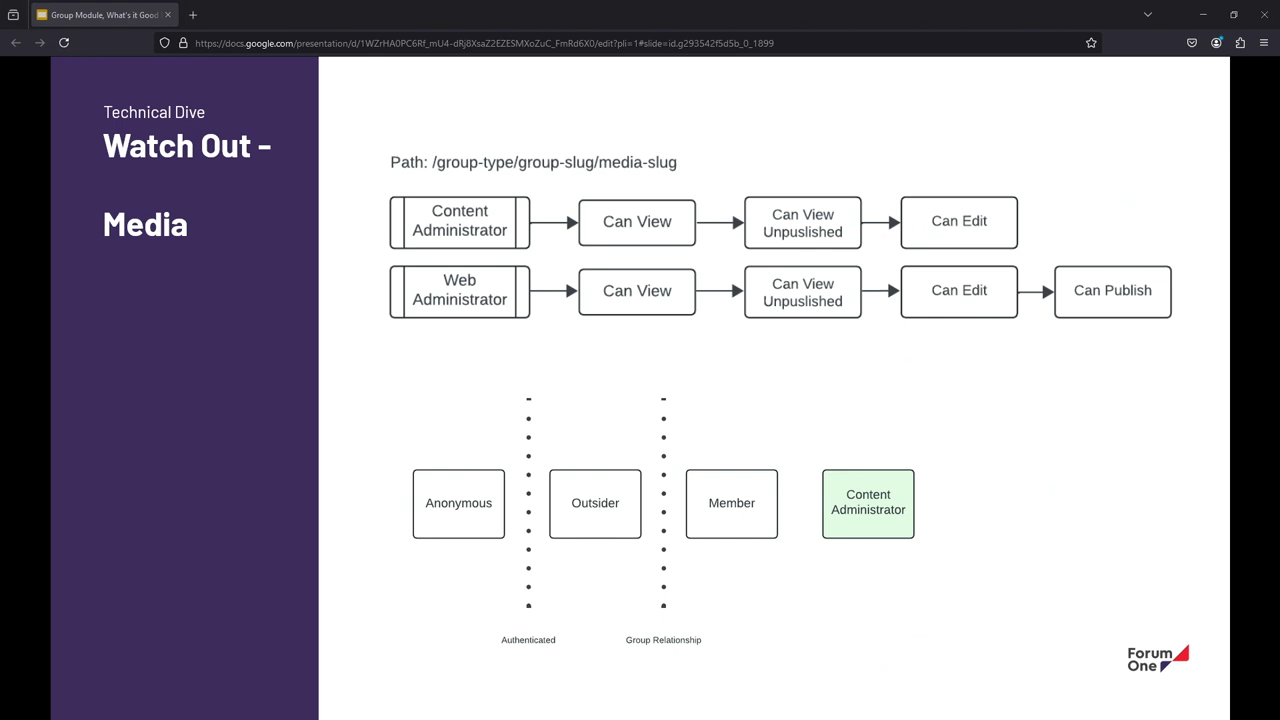 Group Module, What's it Good
https://docs.google.com/presentation/d/1WZrHA0PC6Rf_mU4-dRj8XsaZ2EZESMXoZuC_FmRd6X0/edit?pli=1#slide=id.g293542f5d5b_0_1899
Technical Dive
Watch Out -
Media
Path: /group-type/group-slug/media-slug
Content
Administrator
Can View
Can View
Unpuslished
Can Edit
Web
Administrator
Can View
Can View
Unpuslished
Can Edit
Can Publish
Anonymous
Outsider
Member
Content
Administrator
Authenticated
Group Relationship
Forum
One